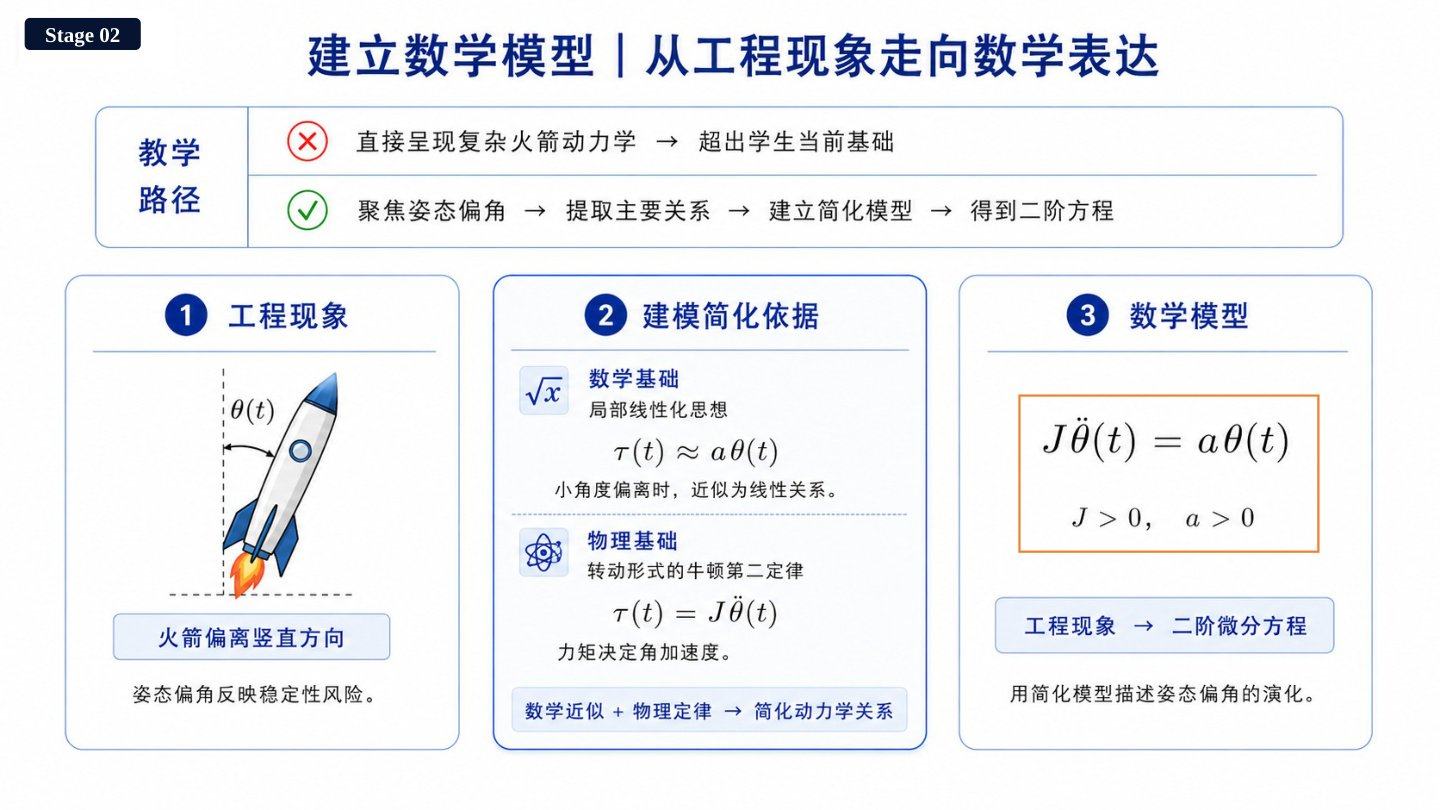 Stage 02
建立数学模型｜从工程现象走向数学表达
教学
路径
直接呈现复杂火箭动力学 → 超出学生当前基础
聚焦姿态偏角 → 提取主要关系 → 建立简化模型 → 得到二阶方程
1 工程现象
θ(t)
火箭偏离竖直方向
姿态偏角反映稳定性风险。
2 建模简化依据
√x 数学基础
局部线性化思想
τ(t) ≈ aθ(t)
小角度偏离时，近似为线性关系。
物理基础
转动形式的牛顿第二定律
τ(t) = Jθ̈(t)
力矩决定角加速度。
数学近似 + 物理定律 → 简化动力学关系
3 数学模型
Jθ̈(t) = aθ(t)
J > 0, a > 0
工程现象 → 二阶微分方程
用简化模型描述姿态偏角的演化。